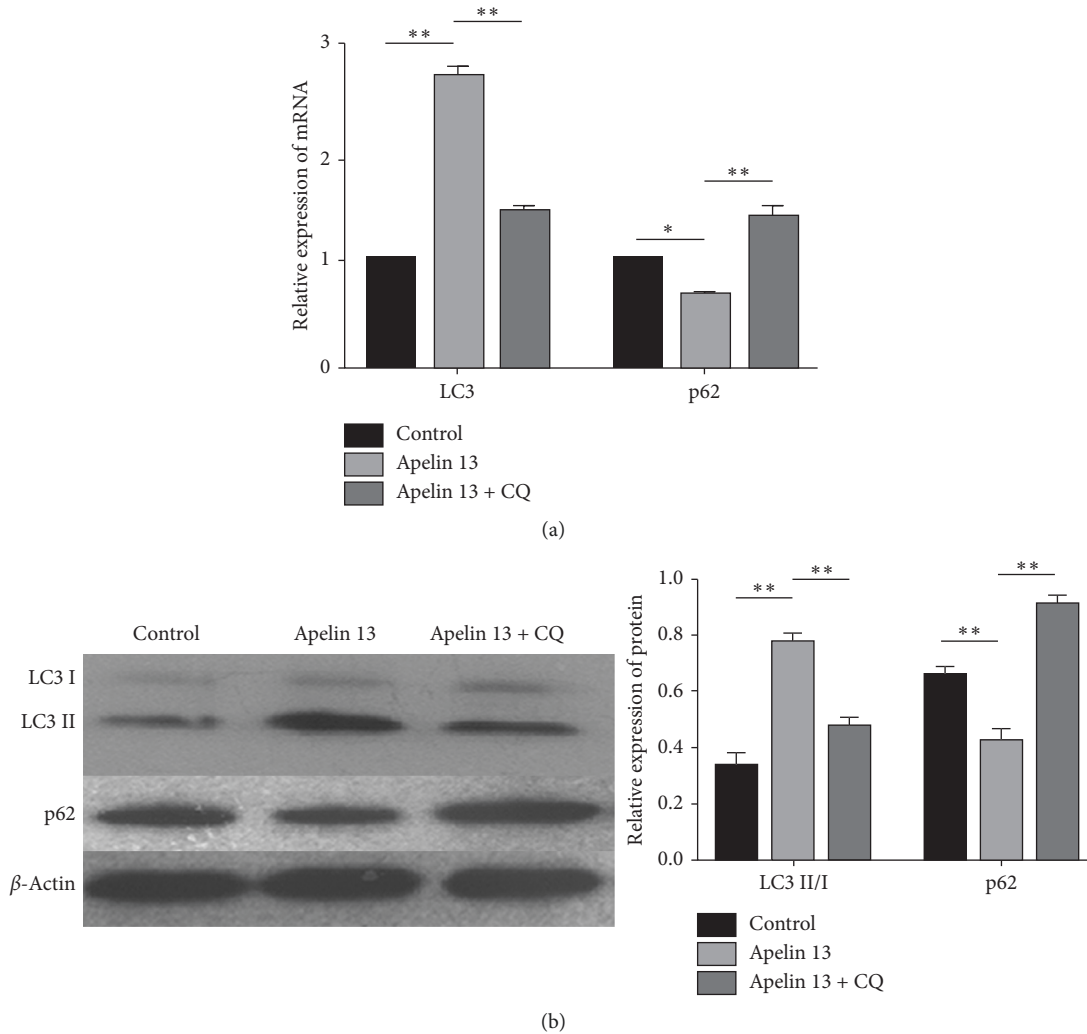 ** **
Relative expression of mRNA
3
2
1
0
** *
LC3 p62
Control
Apelin 13
Apelin 13 + CQ
(a)
Control Apelin 13 Apelin 13 + CQ
LC3 I
LC3 II
p62
β-Actin
Relative expression of protein
1.0
0.8
0.6
0.4
0.2
0.0
** **
** **
LC3 II/I p62
Control
Apelin 13
Apelin 13 + CQ
(b)